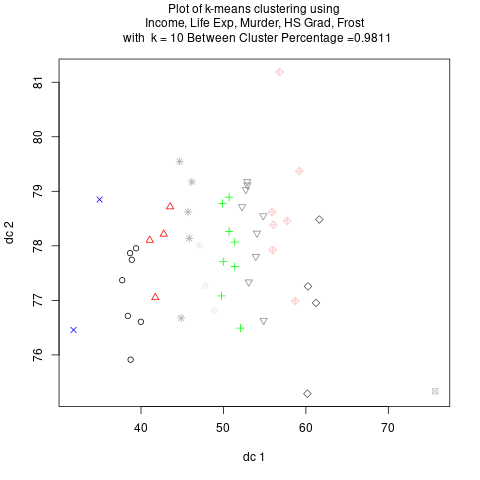 Plot of k-means clustering using
Income, Life Exp, Murder, HS Grad, Frost
with k = 10 Between Cluster Percentage =0.9811
81
80
79
78
77
76
dc 2
40 50 60 70
dc 1